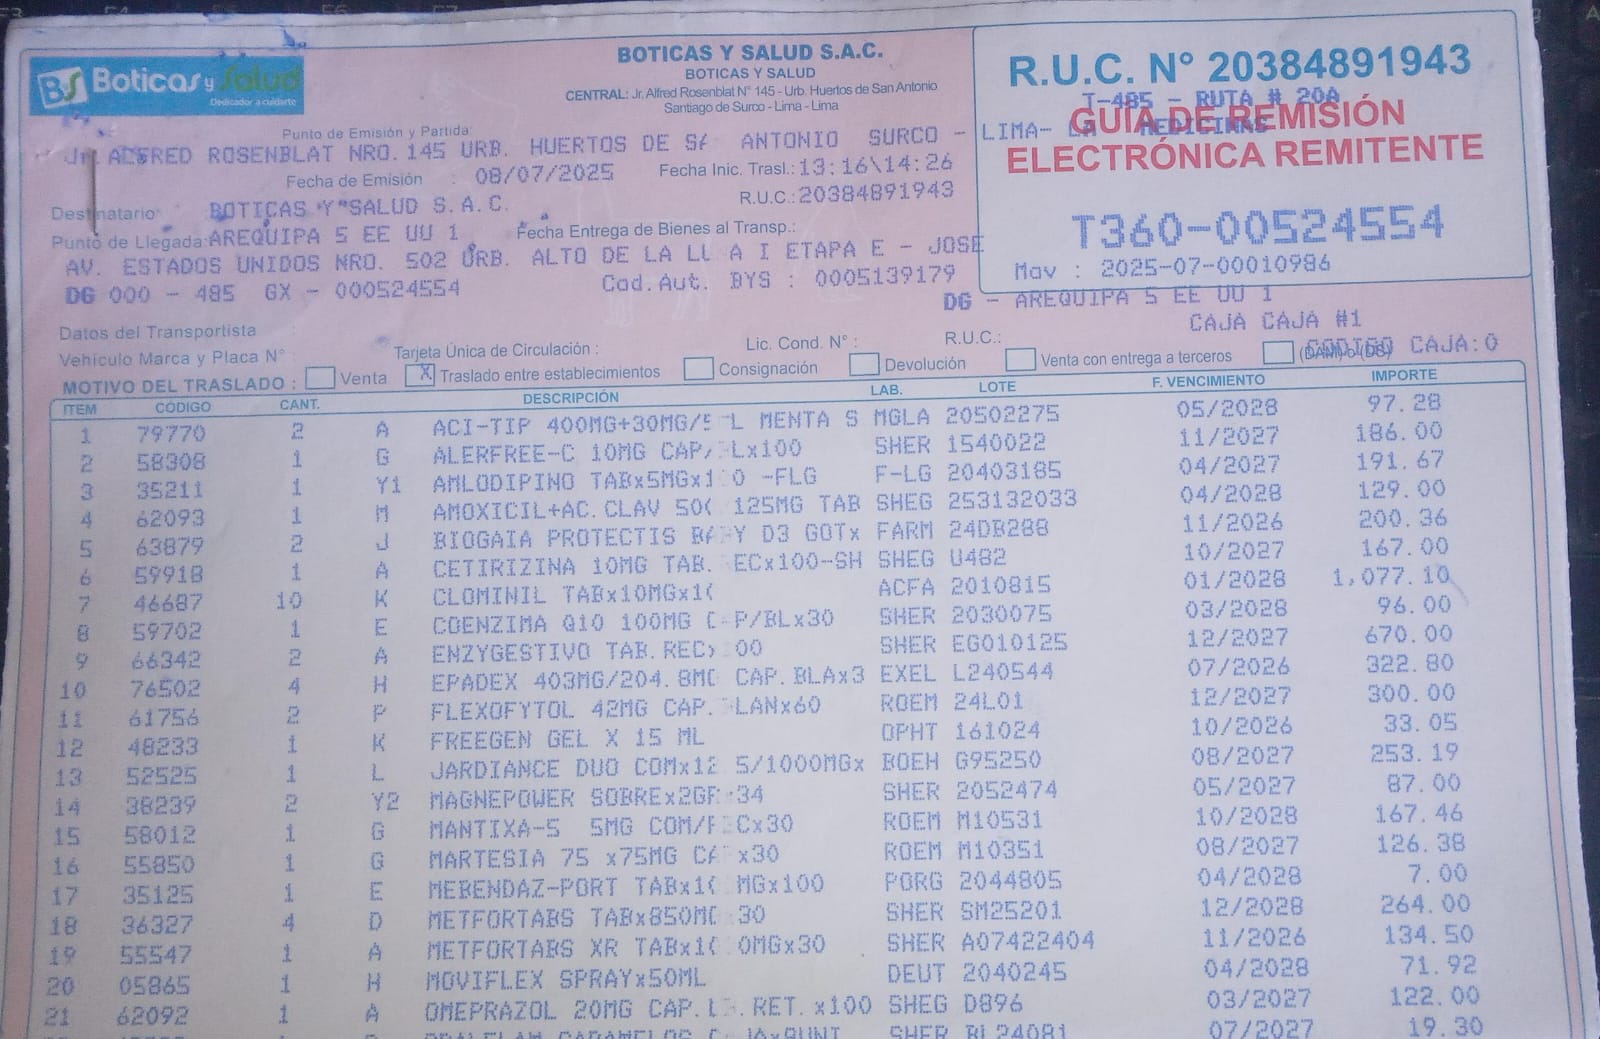 BS Boticas y Salud
Dedicados a cuidarte
BOTICAS Y SALUD S.A.C.
BOTICAS Y SALUD
CENTRAL: Jr. Alfred Rosenblat N° 145 - Urb. Huertos de San Antonio
Santiago de Surco - Lima - Lima
R.U.C. N° 20384891943
T-485 - RUTA # 20A
GUÍA DE REMISIÓN
ELECTRÓNICA REMITENTE
T360-00524554
Mov : 2025-07-00010986
Punto de Emisión y Partida
Jr. ALFRED ROSENBLAT NRO. 145 URB. HUERTOS DE SA ANTONIO SURCO - LIMA- MEDICINAS
Fecha de Emisión : 08/07/2025 Fecha Inic. Trasl.: 13:16\14:26
Destinatario BOTICAS Y SALUD S.A.C. R.U.C.: 20384891943
Punto de Llegada: AREQUIPA 5 EE UU 1 Fecha Entrega de Bienes al Transp.:
AV. ESTADOS UNIDOS NRO. 502 URB. ALTO DE LA LU A I ETAPA E - JOSE
DG 000 - 485 GX - 000524554 Cod.Aut. BYS : 0005139179
DG - AREQUIPA 5 EE UU 1
CAJA CAJA #1
CODIGO CAJA:0
Datos del Transportista :
Vehículo Marca y Placa N° : Tarjeta Única de Circulación : Lic. Cond. N° : R.U.C.:
MOTIVO DEL TRASLADO : Venta X Traslado entre establecimientos Consignación Devolución Venta con entrega a terceros
ITEM CÓDIGO CANT. DESCRIPCIÓN LAB. LOTE F. VENCIMIENTO IMPORTE
1 79770 2 A ACI-TIP 400MG+30MG/5 L MENTA S MGLA 20502275 05/2028 97.28
2 58308 1 G ALERFREE-C 10MG CAP/ Lx100 SHER 1540022 11/2027 186.00
3 35211 1 Y1 AMLODIPINO TABx5MGx1 0 -FLG F-LG 20403185 04/2027 191.67
4 62093 1 M AMOXICIL+AC.CLAV 50( 125MG TAB SHEG 253132033 04/2028 129.00
5 63879 2 J BIOGAIA PROTECTIS BA Y D3 GOTx FARM 24DB288 11/2026 200.36
6 59918 1 A CETIRIZINA 10MG TAB. ECx100-SH SHEG U482 10/2027 167.00
7 46687 10 K CLOMINIL TABx10MGx1( ACFA 2010815 01/2028 1,077.10
8 59702 1 E COENZIMA Q10 100MG C P/BLx30 SHER 2030075 03/2028 96.00
9 66342 2 A ENZYGESTIVO TAB.REC> 00 SHER EG010125 12/2027 670.00
10 76502 4 H EPADEX 403MG/204.8MG CAP.BLAx3 EXEL L240544 07/2026 322.80
11 61756 2 P FLEXOFYTOL 42MG CAP. LANx60 ROEM 24L01 12/2027 300.00
12 48233 1 K FREEGEN GEL X 15 ML OPHT 161024 10/2026 33.05
13 52525 1 L JARDIANCE DUO COMx12 5/1000MGx BOEH G95250 08/2027 253.19
14 38239 2 Y2 MAGNEPOWER SOBREx2GR 34 SHER 2052474 05/2027 87.00
15 58012 1 G MANTIXA-5 5MG COM/R Cx30 ROEM M10531 10/2028 167.46
16 55850 1 G MARTESIA 75 x75MG CA x30 ROEM M10351 08/2027 126.38
17 35125 1 E MEBENDAZ-PORT TABx1( MGx100 PORG 2044805 04/2028 7.00
18 36327 4 D METFORTABS TABx850MG 30 SHER SM25201 12/2028 264.00
19 55547 1 A METFORTABS XR TABx1( 0MGx30 SHER A07422404 11/2026 134.50
20 05865 1 H MOVIFLEX SPRAYx50ML DEUT 2040245 04/2028 71.92
21 62092 1 A OMEPRAZOL 20MG CAP.L .RET.x100 SHEG D896 03/2027 122.00
CARAMELOS SHER BL24081 07/2027 19.30